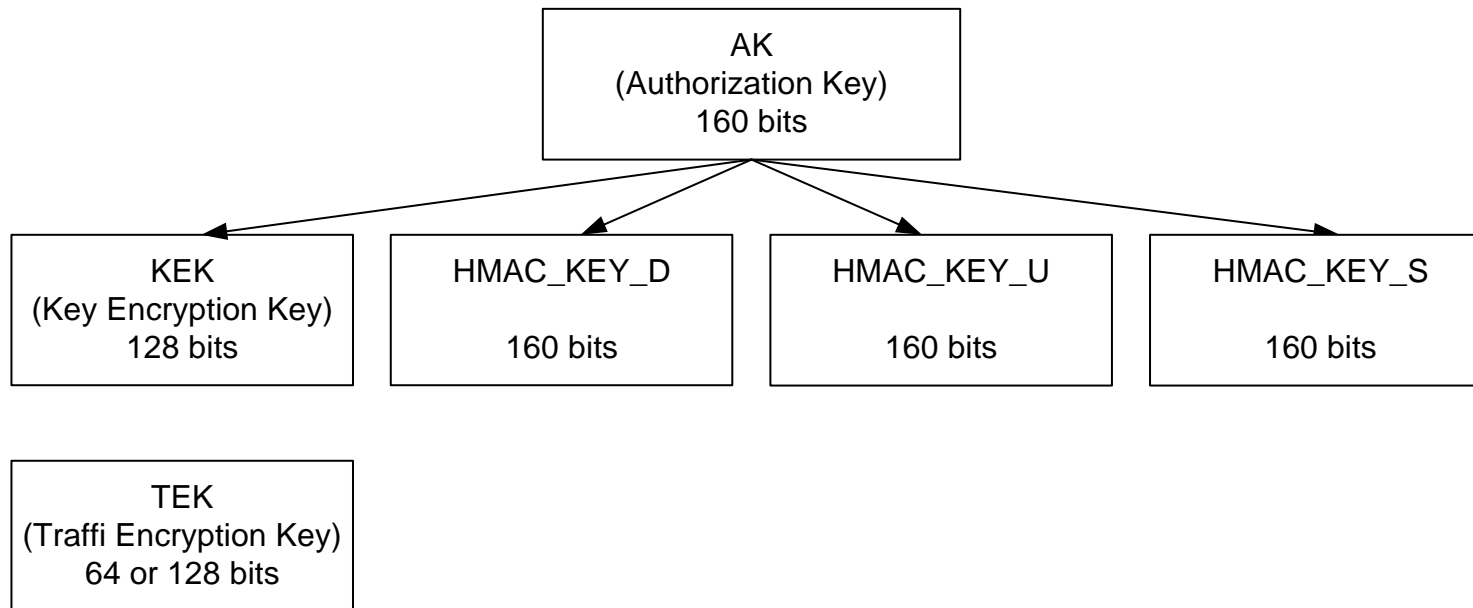 AK
(Authorization Key)
160 bits
KEK
(Key Encryption Key)
128 bits
HMAC_KEY_D
160 bits
HMAC_KEY_U
160 bits
HMAC_KEY_S
160 bits
TEK
(Traffi Encryption Key)
64 or 128 bits